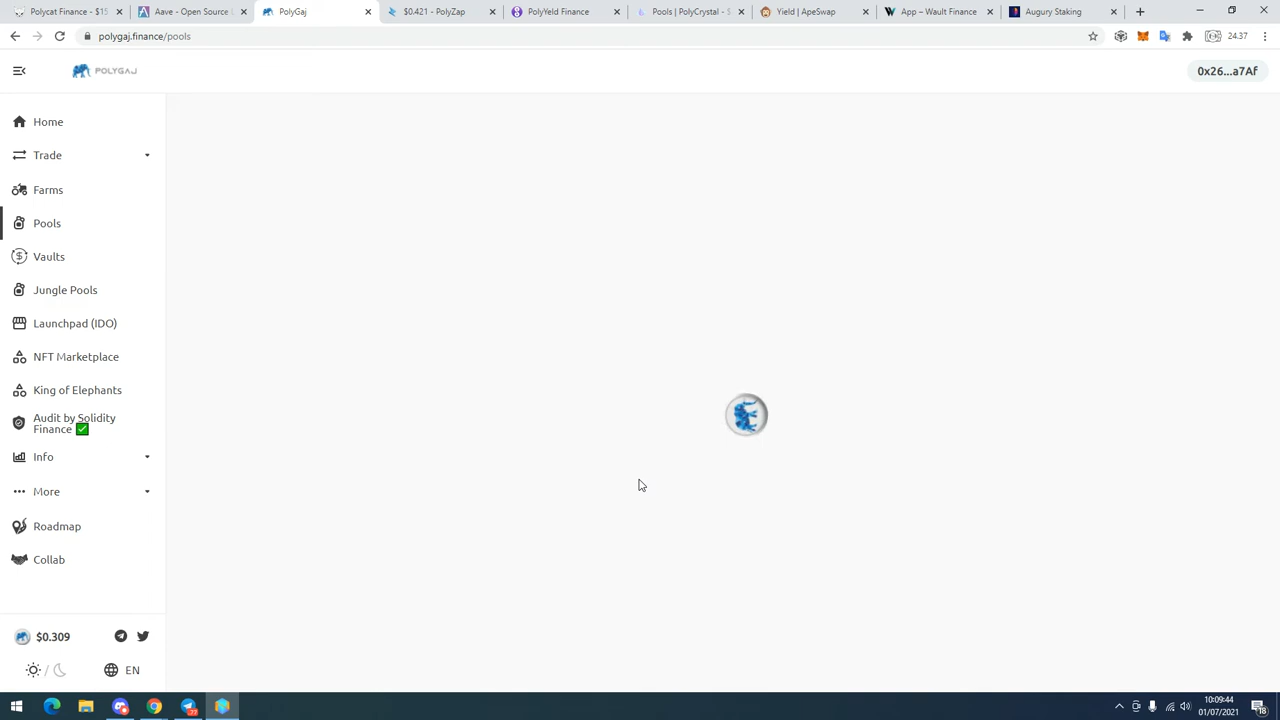 Polycat Finance - $15
Aave - Open Source
PolyGaj
$0.421 - PolyZap
PolyYeld Finance
Pools | PolyCrystal - $
Yield | ApeSwap
App – Wault Finance
Augury Staking
polygaj.finance/pools
24.37
POLYGAJ
0x26...a7Af
Home
Trade
Farms
Pools
Vaults
Jungle Pools
Launchpad (IDO)
NFT Marketplace
King of Elephants
Audit by Solidity
Finance ✅
Info
More
Roadmap
Collab
$0.309
/
EN
77
10:09:44
01/07/2021
18